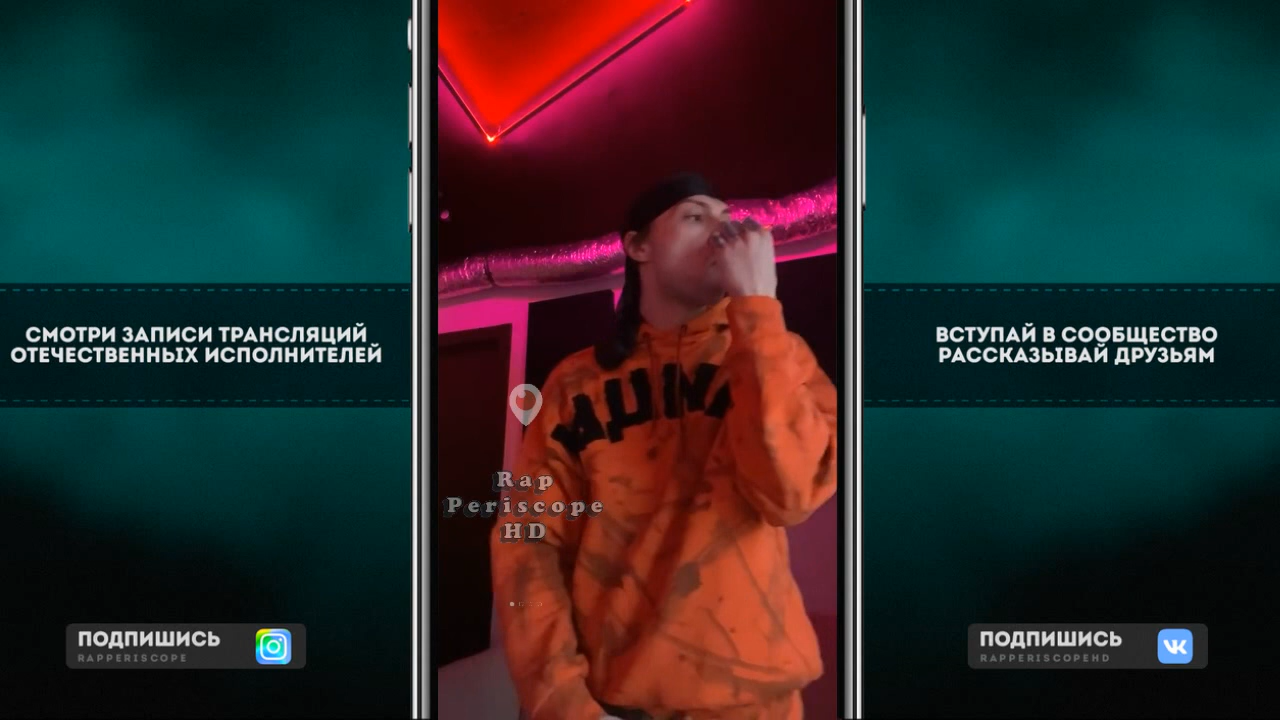 СМОТРИ ЗАПИСИ ТРАНСЛЯЦИЙ
ОТЕЧЕСТВЕННЫХ ИСПОЛНИТЕЛЕЙ
ВСТУПАЙ В СООБЩЕСТВО
РАССКАЗЫВАЙ ДРУЗЬЯМ
Rap
Periscope
HD
ПОДПИШИСЬ
RAPPERISCOPE
ПОДПИШИСЬ
RAPPERISCOPEHD